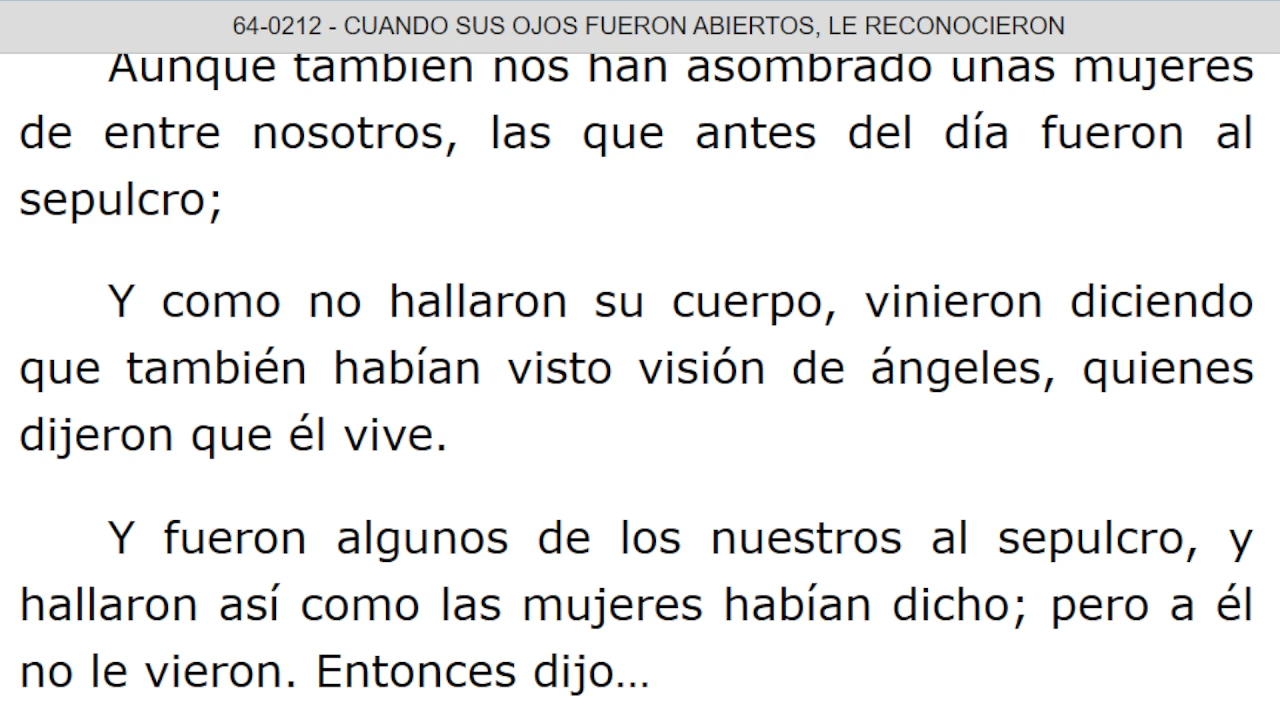 64-0212 - CUANDO SUS OJOS FUERON ABIERTOS, LE RECONOCIERON
Aunque también nos han asombrado unas mujeres
de entre nosotros, las que antes del día fueron al
sepulcro;
Y como no hallaron su cuerpo, vinieron diciendo
que también habían visto visión de ángeles, quienes
dijeron que él vive.
Y fueron algunos de los nuestros al sepulcro, y
hallaron así como las mujeres habían dicho; pero a él
no le vieron. Entonces dijo...